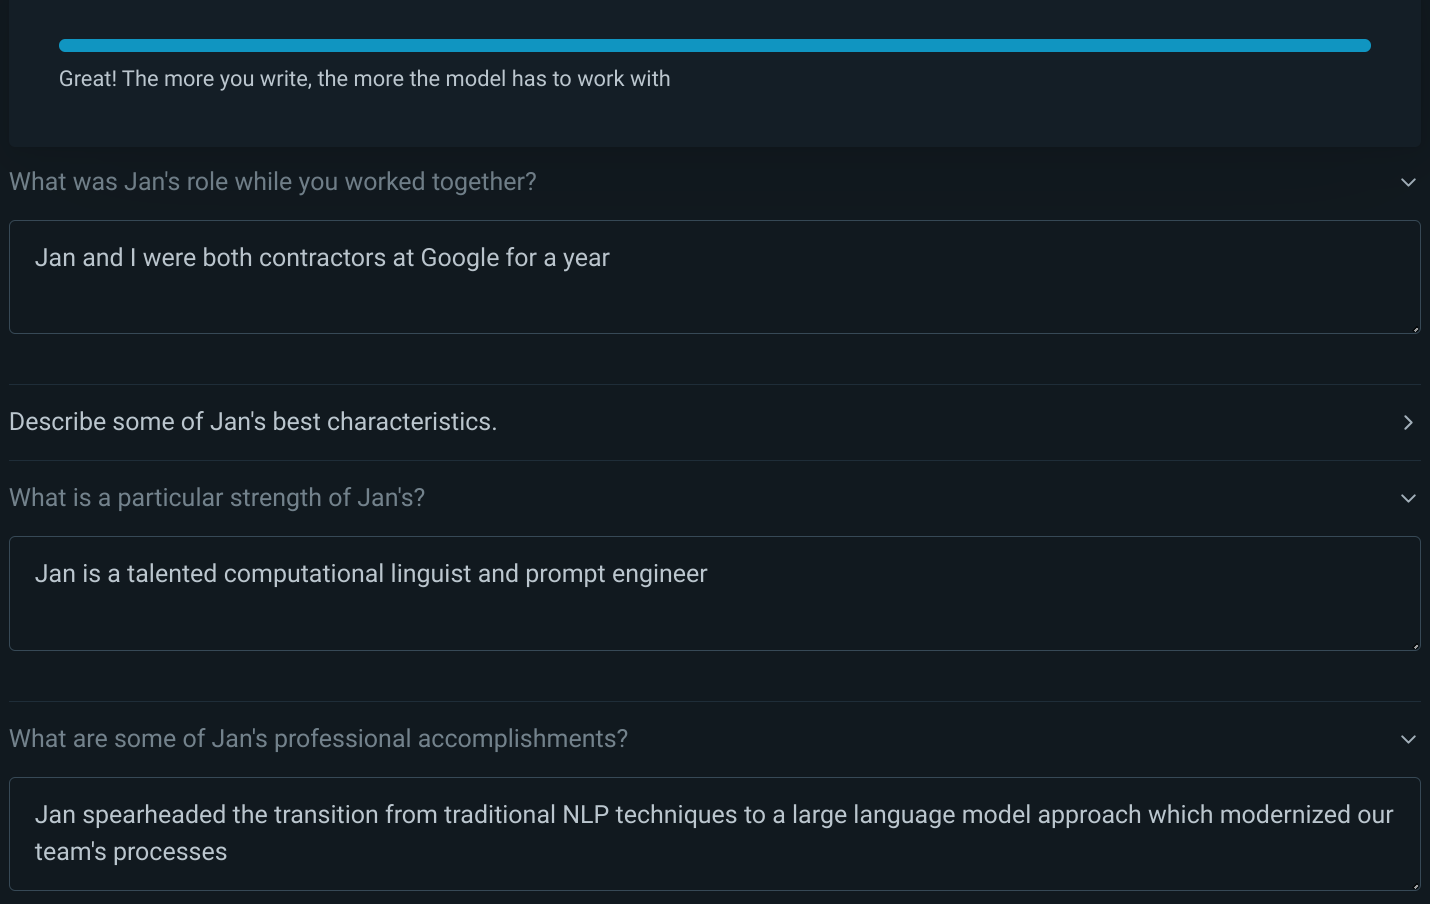 Great! The more you write, the more the model has to work with
What was Jan's role while you worked together?
Jan and I were both contractors at Google for a year
Describe some of Jan's best characteristics.
What is a particular strength of Jan's?
Jan is a talented computational linguist and prompt engineer
What are some of Jan's professional accomplishments?
Jan spearheaded the transition from traditional NLP techniques to a large language model approach which modernized our
team's processes